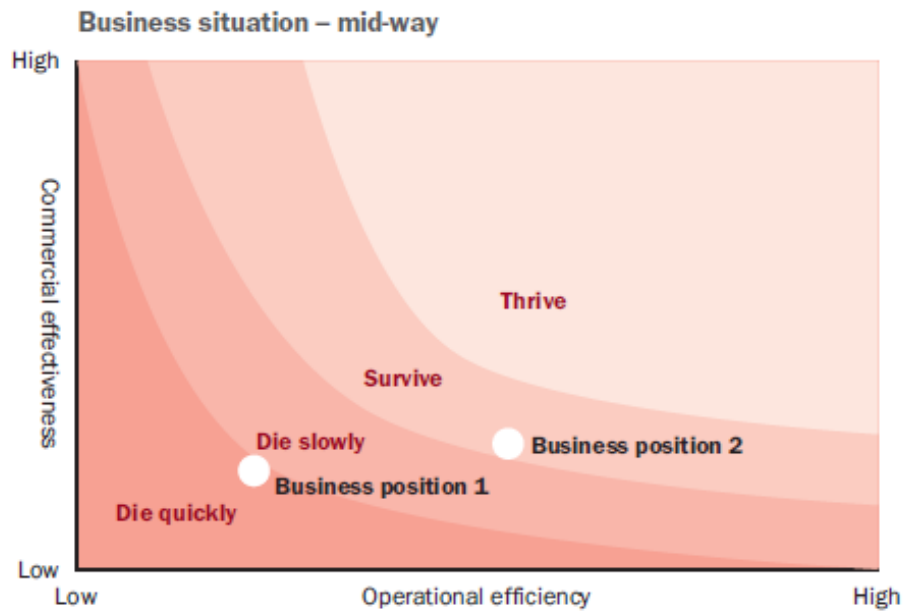 Business situation – mid-way
High
Commercial effectiveness
Thrive
Survive
Die slowly
Business position 2
Business position 1
Die quickly
Low
Low
Operational efficiency
High